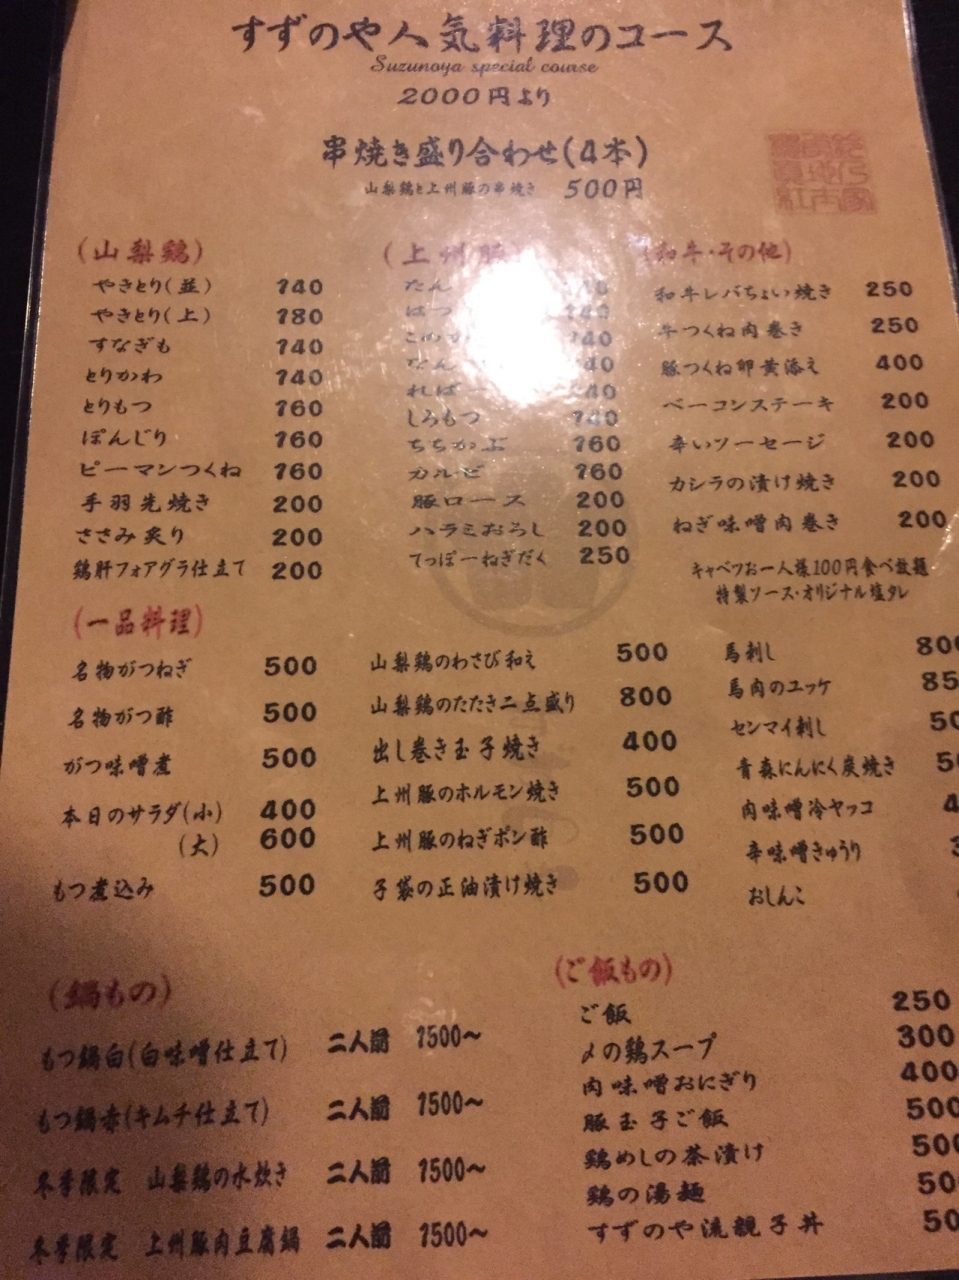 すずのや人気料理のコース
Suzunoya special course
2000円より
串焼き盛り合わせ(4本)
山梨鶏と上州豚の串焼き 500円
(山梨鶏)
やきとり(並) 140
やきとり(上) 180
すなぎも 140
とりかわ 140
とりもつ 160
ぼんじり 160
ピーマンつくね 160
手羽先焼き 200
ささみ炙り 200
鶏肝フォアグラ仕立て 200
(上州豚
たん
はつ 140
40
なん 40
れば 40
しろもつ 140
ちちかぶ 160
カルビ 160
豚ロース 200
ハラミおろし 200
てっぽーねぎだく 250
(和牛・その他)
和牛レバちょい焼き 250
牛つくね肉巻き 250
豚つくね卵黄添え 400
ベーコンステーキ 200
辛いソーセージ 200
カシラの漬け焼き 200
ねぎ味噌肉巻き 200
キャベツお一人様100円食べ放題
特製ソース・オリジナル塩タレ
(一品料理)
名物がつねぎ 500
名物がつ酢 500
がつ味噌煮 500
本日のサラダ(小) 400
(大) 600
もつ煮込み 500
山梨鶏のわさび和え 500
山梨鶏のたたき二点盛り 800
出し巻き玉子焼き 400
上州豚のホルモン焼き 500
上州豚のねぎポン酢 500
子袋の正油漬け焼き 500
馬刺し 800
馬肉のユッケ 85
センマイ刺し 50
青森にんにく炭焼き 50
肉味噌冷ヤッコ 4
辛味噌きゅうり 3
おしんこ
(鍋もの)
もつ鍋白(白味噌仕立て) 二人前 1500〜
もつ鍋赤(キムチ仕立て) 二人前 1500〜
冬季限定 山梨鶏の水炊き 二人前 1500〜
冬季限定 上州豚肉豆腐鍋 二人前 1500〜
(ご飯もの)
ご飯 250
〆の鶏スープ 300
肉味噌おにぎり 400
豚玉子ご飯 500
鶏めしの茶漬け 500
鶏の湯麺 50
すずのや流親子丼 50